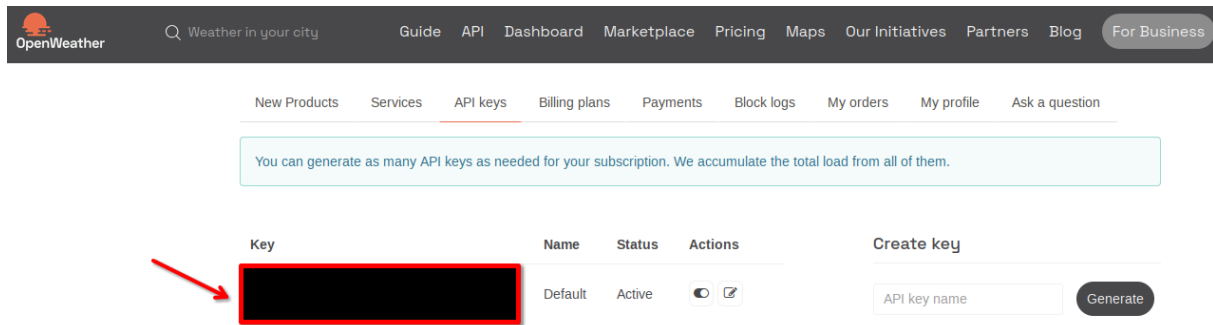 OpenWeather Weather in your city Guide API Dashboard Marketplace Pricing Maps Our Initiatives Partners Blog For Business
New Products Services API keys Billing plans Payments Block logs My orders My profile Ask a question
You can generate as many API keys as needed for your subscription. We accumulate the total load from all of them.
Key Name Status Actions Create key
Default Active API key name Generate